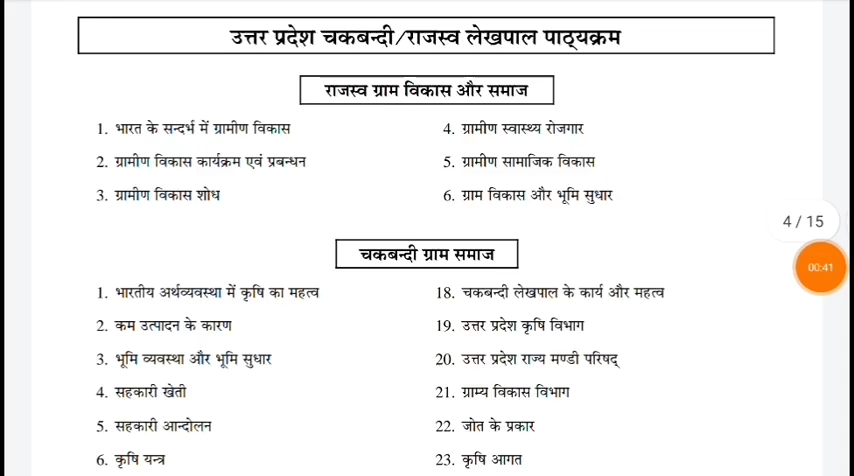 उत्तर प्रदेश चकबन्दी/राजस्व लेखपाल पाठ्यक्रम
राजस्व ग्राम विकास और समाज
1. भारत के सन्दर्भ में ग्रामीण विकास
2. ग्रामीण विकास कार्यक्रम एवं प्रबन्धन
3. ग्रामीण विकास शोध
4. ग्रामीण स्वास्थ्य रोजगार
5. ग्रामीण सामाजिक विकास
6. ग्राम विकास और भूमि सुधार
4 / 15
00:41
चकबन्दी ग्राम समाज
1. भारतीय अर्थव्यवस्था में कृषि का महत्व
2. कम उत्पादन के कारण
3. भूमि व्यवस्था और भूमि सुधार
4. सहकारी खेती
5. सहकारी आन्दोलन
6. कृषि यन्त्र
18. चकबन्दी लेखपाल के कार्य और महत्व
19. उत्तर प्रदेश कृषि विभाग
20. उत्तर प्रदेश राज्य मण्डी परिषद्
21. ग्राम्य विकास विभाग
22. जोत के प्रकार
23. कृषि आगत